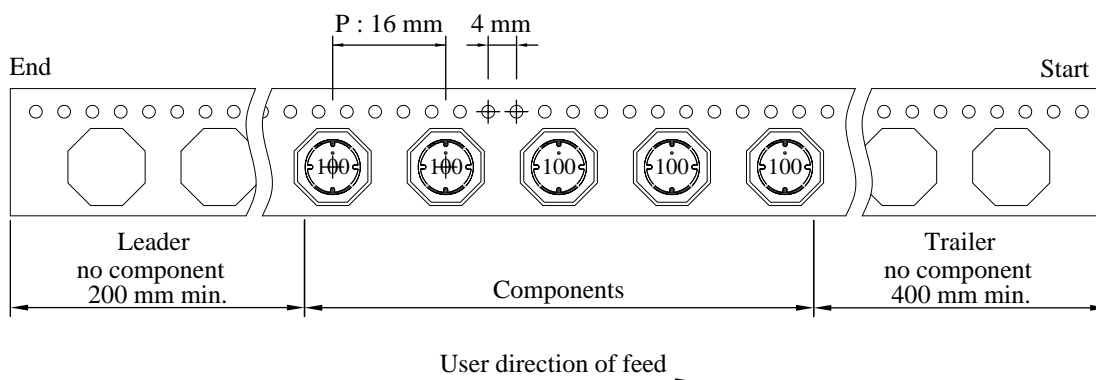 P : 16 mm
4 mm
End
Start
100
100
100
100
100
Leader
no component
200 mm min.
Components
Trailer
no component
400 mm min.
User direction of feed